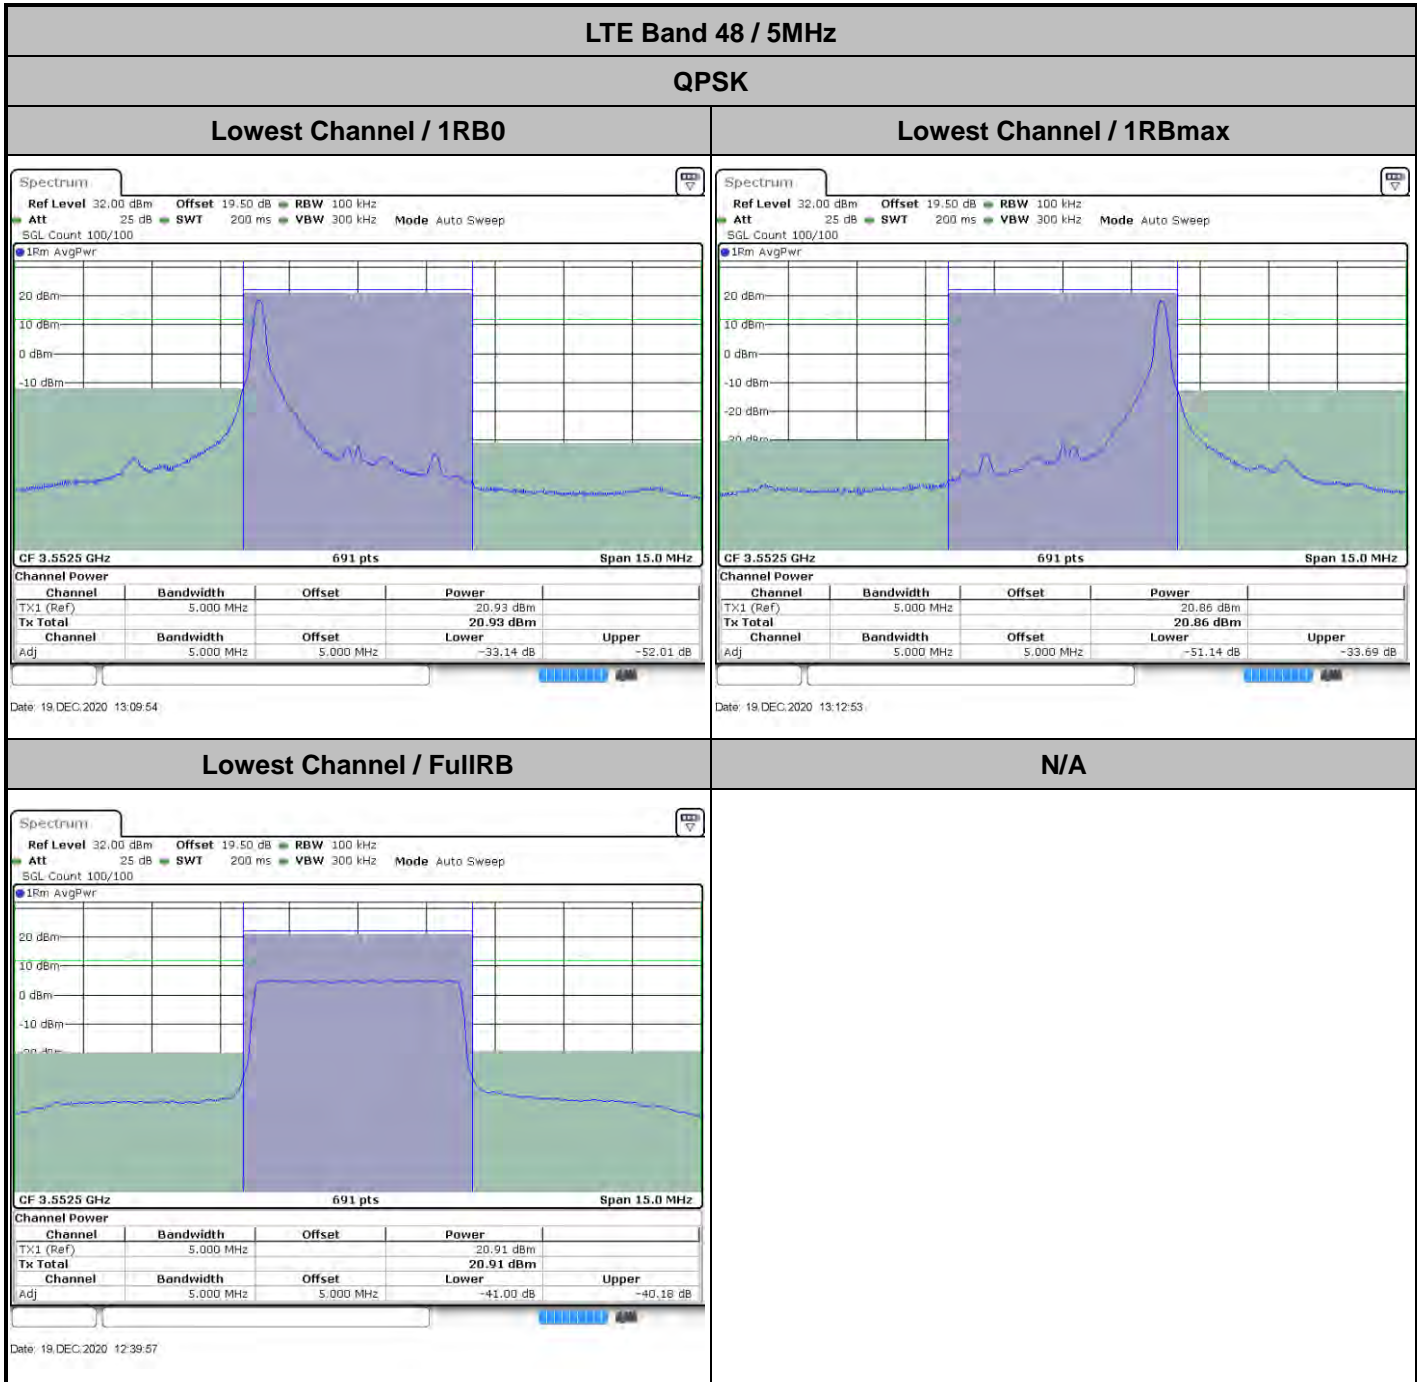 LTE Band 48 / 5MHz
QPSK
Lowest Channel / 1RB0
Lowest Channel / 1RBmax
Spectrum
Ref Level 32.00 dBm Offset 19.50 dB RBW 100 kHz
Att 25 dB SWT 200 ms VBW 300 kHz Mode Auto Sweep
SGL Count 100/100
1Rm AvgPwr
20 dBm
10 dBm
0 dBm
-10 dBm
CF 3.5525 GHz 691 pts Span 15.0 MHz
Channel Power
Channel Bandwidth Offset Power
TX1 (Ref) 5.000 MHz 20.93 dBm
Tx Total 20.93 dBm
Channel Bandwidth Offset Lower Upper
Adj 5.000 MHz 5.000 MHz -33.14 dB -52.01 dB
Date: 19.DEC.2020 13:09:54
Spectrum
Ref Level 32.00 dBm Offset 19.50 dB RBW 100 kHz
Att 25 dB SWT 200 ms VBW 300 kHz Mode Auto Sweep
SGL Count 100/100
1Rm AvgPwr
20 dBm
10 dBm
0 dBm
-10 dBm
-20 dBm
-30 dBm
CF 3.5525 GHz 691 pts Span 15.0 MHz
Channel Power
Channel Bandwidth Offset Power
TX1 (Ref) 5.000 MHz 20.86 dBm
Tx Total 20.86 dBm
Channel Bandwidth Offset Lower Upper
Adj 5.000 MHz 5.000 MHz -51.14 dB -33.69 dB
Date: 19.DEC.2020 13:12:53
Lowest Channel / FullRB
N/A
Spectrum
Ref Level 32.00 dBm Offset 19.50 dB RBW 100 kHz
Att 25 dB SWT 200 ms VBW 300 kHz Mode Auto Sweep
SGL Count 100/100
1Rm AvgPwr
20 dBm
10 dBm
0 dBm
-10 dBm
-20 dBm
CF 3.5525 GHz 691 pts Span 15.0 MHz
Channel Power
Channel Bandwidth Offset Power
TX1 (Ref) 5.000 MHz 20.91 dBm
Tx Total 20.91 dBm
Channel Bandwidth Offset Lower Upper
Adj 5.000 MHz 5.000 MHz -41.00 dB -40.18 dB
Date: 19.DEC.2020 12:39:57